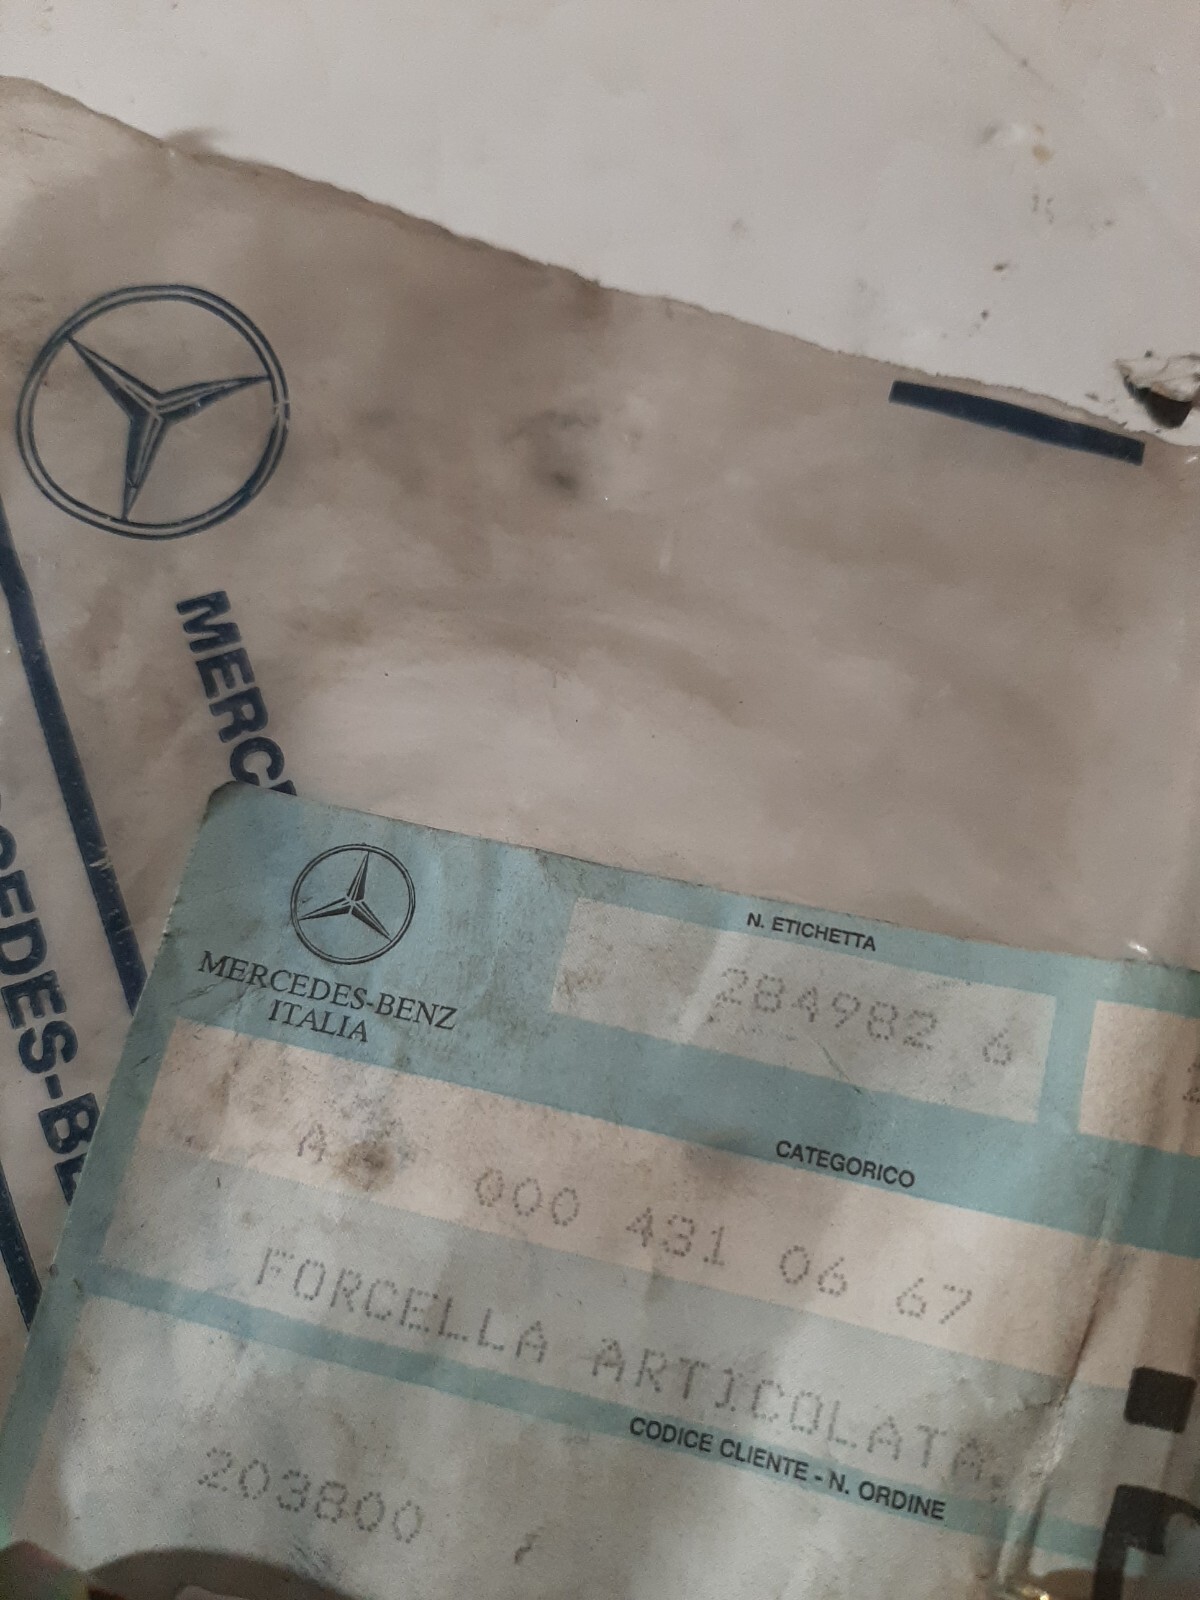 MERC
CEDES-BE
MERCEDES-BENZ
ITALIA
N. ETICHETTA
284982 6
CATEGORICO
A 000 431 06 67
FORCELLA ARTICOLATA
CODICE CLIENTE - N. ORDINE
203800 /